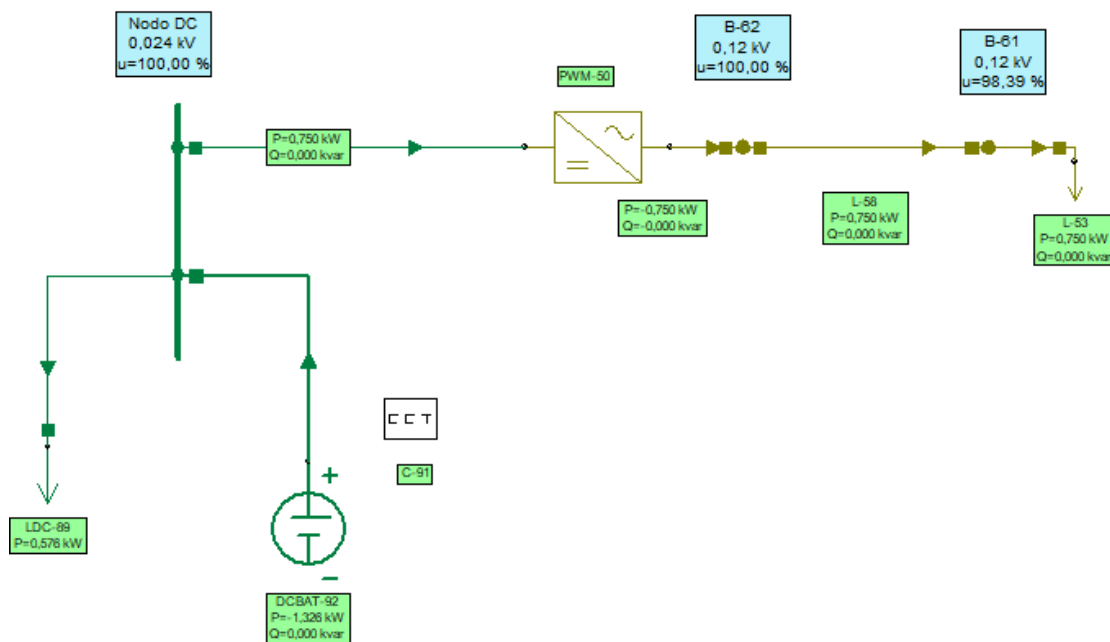 Nodo DC
0,024 kV
u=100,00 %
B-62
0,12 kV
u=100,00 %
B-61
0,12 kV
u=98,39 %
PWM-50
P=0,750 kW
Q=0,000 kvar
P=-0,750 kW
Q=-0,000 kvar
L-58
P=0,750 kW
Q=0,000 kvar
L-53
P=0,750 kW
Q=0,000 kvar
C C T
C-91
+
−
LDC-89
P=0,576 kW
DCBAT-92
P=-1,326 kW
Q=0,000 kvar